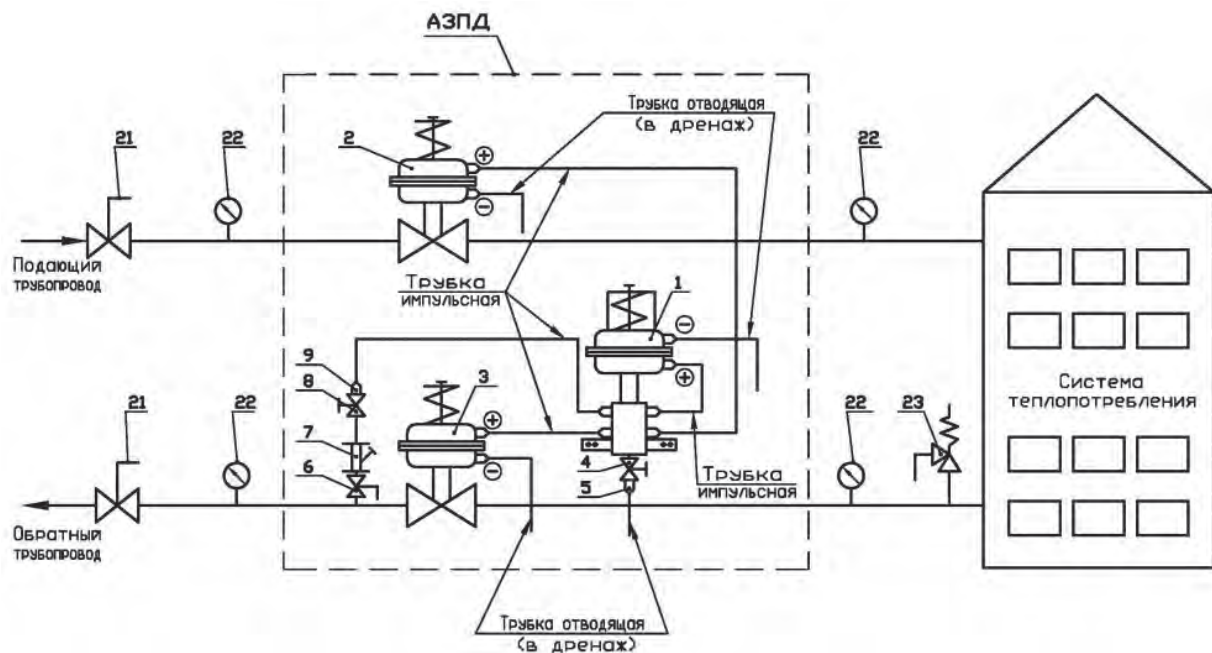 АЗПД
Трубка отводящая
(в дренаж)
2
+
21
22
22
−
Подающий
трубопровод
Трубка
импульсная
1
−
+
9
8
3
21
22
+
22
23
7
4
6
−
5
Трубка
импульсная
Система
теплопотребления
Обратный
трубопровод
Трубка отводящая
(в дренаж)